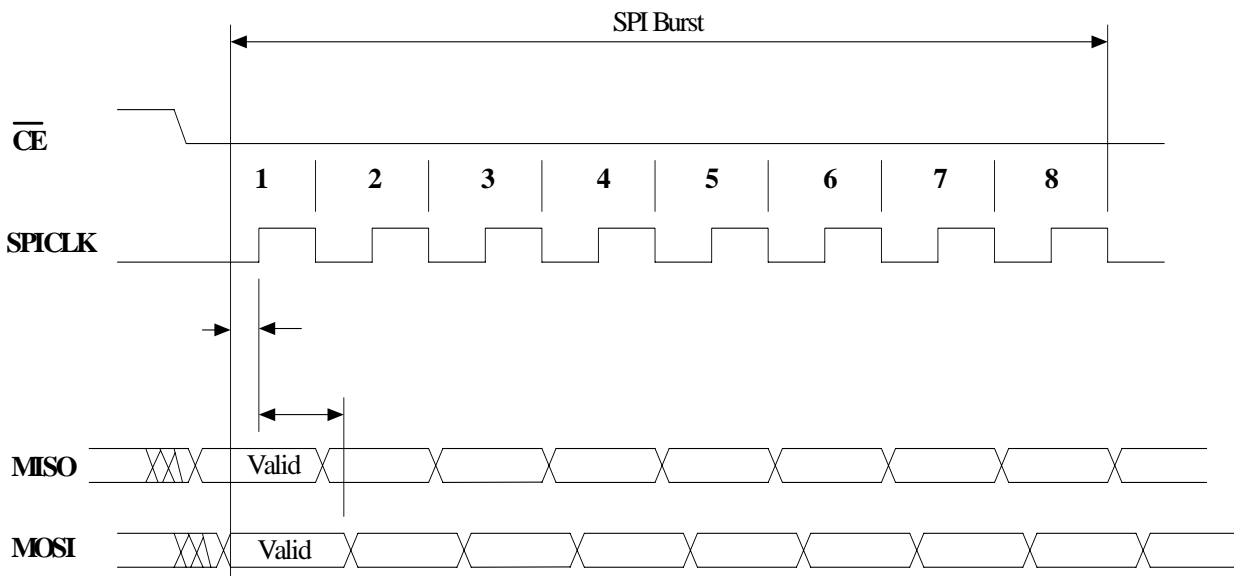 SPI Burst
CE
1 2 3 4 5 6 7 8
SPICLK
MISO Valid
MOSI Valid